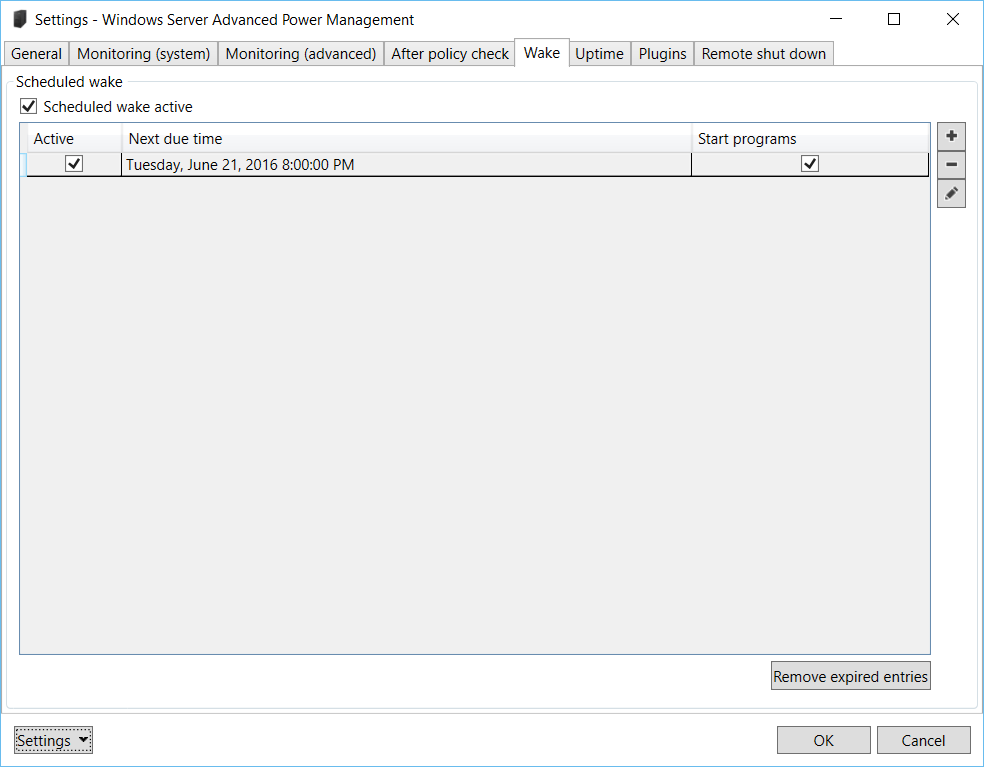 Settings - Windows Server Advanced Power Management
General Monitoring (system) Monitoring (advanced) After policy check Wake Uptime Plugins Remote shut down
Scheduled wake
Scheduled wake active
Active Next due time Start programs
Tuesday, June 21, 2016 8:00:00 PM
Remove expired entries
Settings OK Cancel